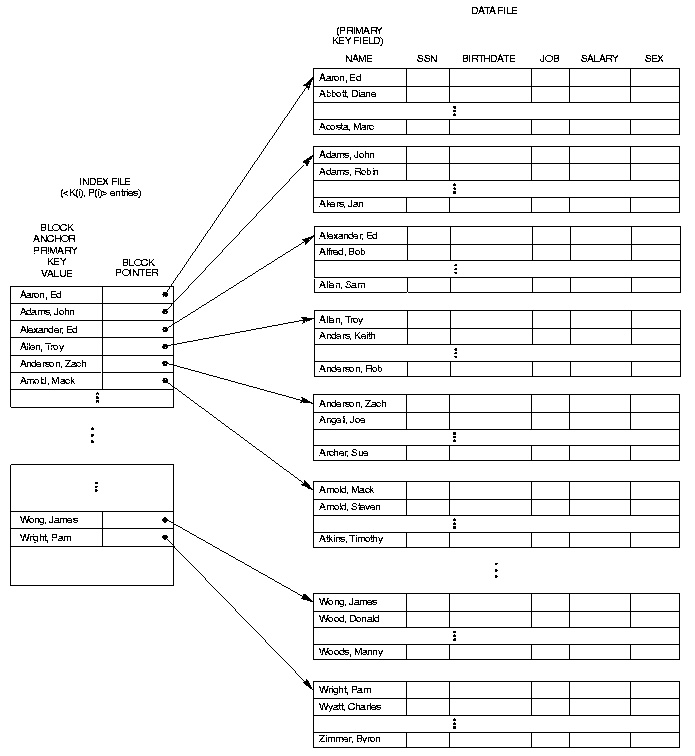 DATA FILE
(PRIMARY
KEY FIELD)
NAME SSN BIRTHDATE JOB SALARY SEX
Aaron, Ed
Abbott, Diane
Acosta, Marc
Adams, John
Adams, Robin
Akers, Jan
Alexander, Ed
Alfred, Bob
Allen, Sam
Allen, Troy
Anders, Keith
Anderson, Rob
Anderson, Zach
Angeli, Joe
Archer, Sue
Arnold, Mack
Arnold, Steven
Atkins, Timothy
Wong, James
Wood, Donald
Woods, Manny
Wright, Pam
Wyatt, Charles
Zimmer, Byron
INDEX FILE
(<K(i), P(i)> entries)
BLOCK
ANCHOR
PRIMARY
KEY
VALUE
BLOCK
POINTER
Aaron, Ed
Adams, John
Alexander, Ed
Allen, Troy
Anderson, Zach
Arnold, Mack
Wong, James
Wright, Pam